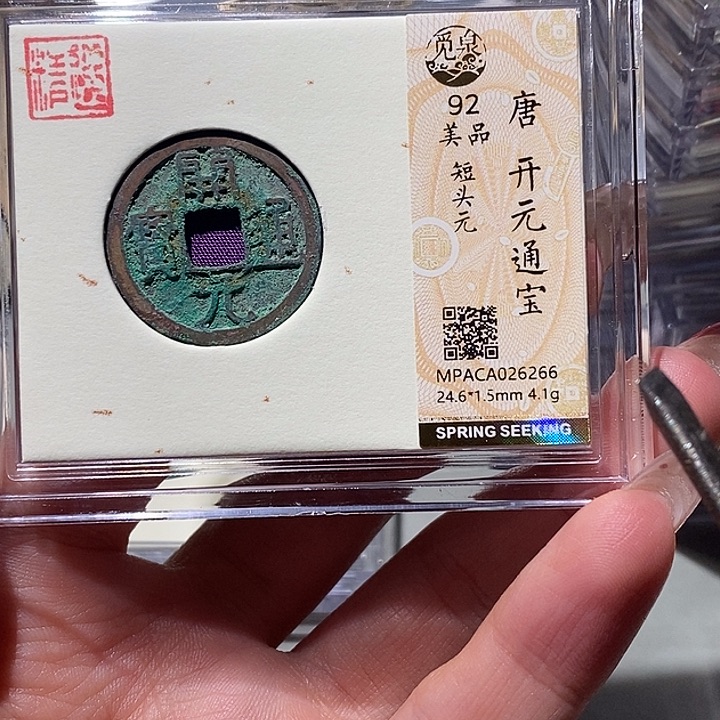 開元通寶
觅泉
92
美品
短头元
唐 开元通宝
MPACA026266
24.6*1.5mm 4.1g
SPRING SEEKING